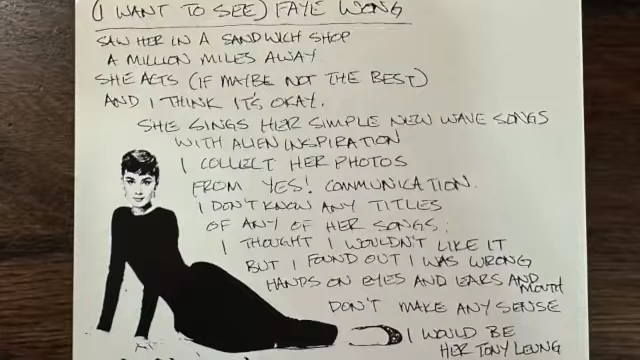 (I WANT TO SEE) FAYE WONG
SAW HER IN A SANDWICH SHOP
A MILLION MILES AWAY
SHE ACTS (IF MAYBE NOT THE BEST)
AND I THINK IT'S OKAY.
SHE SINGS HER SIMPLE NEW WAVE SONGS
WITH ALIEN INSPIRATION
I COLLECT HER PHOTOS
FROM YES! COMMUNICATION.
I DON'T KNOW ANY TITLES
OF ANY OF HER SONGS:
I THOUGHT I WOULDN'T LIKE IT
BUT I FOUND OUT I WAS WRONG
HANDS ON EYES AND EARS AND MOUTH
DON'T MAKE ANY SENSE
I WOULD BE
HER TONY LEUNG